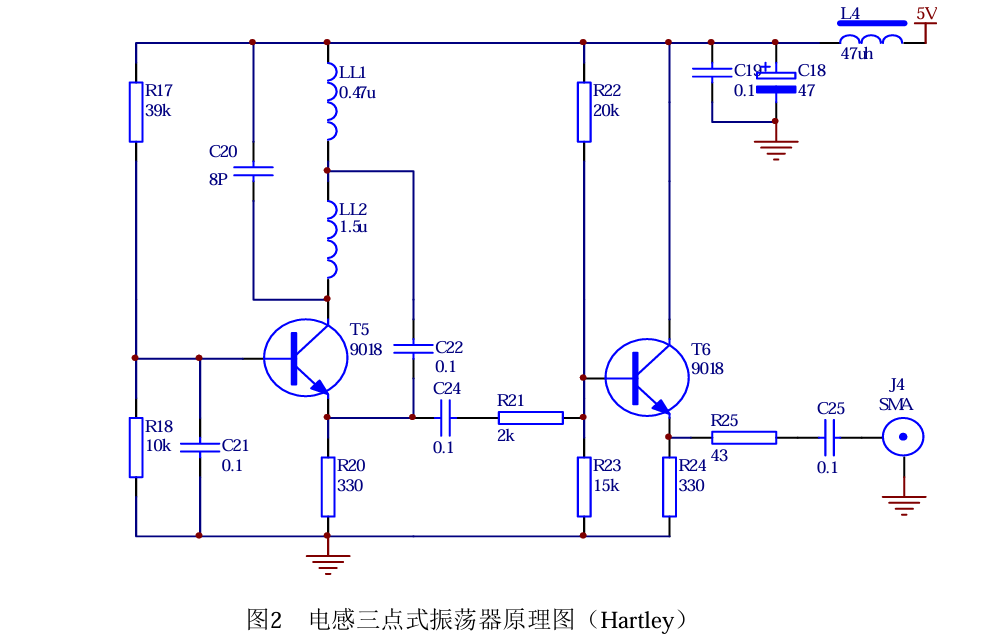 L4
5V
47uh
R17
39k
LL1
0.47u
R22
20k
C19
0.1
+
C18
47
C20
8P
LL2
1.5u
T5
9018
C22
0.1
T6
9018
C24
0.1
R21
2k
J4
SMA
R18
10k
C21
0.1
R25
43
C25
0.1
R20
330
R23
15k
R24
330
图2 电感三点式振荡器原理图（Hartley）